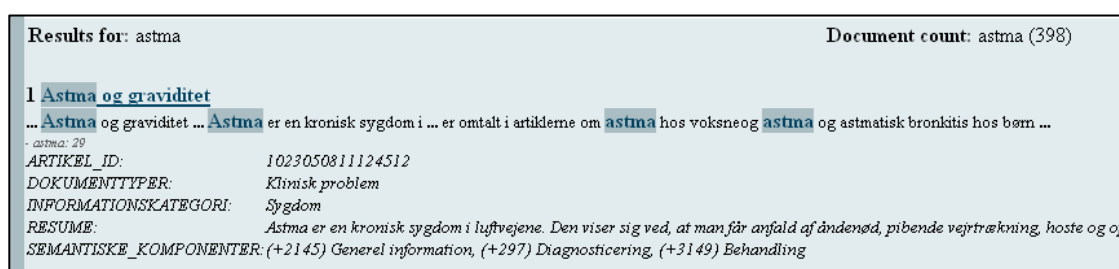 Results for: astma Document count: astma (398)
1 Astma og graviditet
... Astma og graviditet ... Astma er en kronisk sygdom i ... er omtalt i artiklerne om astma hos voksneog astma og astmatisk bronkitis hos børn ...
- astma: 29
ARTIKEL_ID: 1023050811124512
DOKUMENTTYPER: Klinisk problem
INFORMATIONSKATEGORI: Sygdom
RESUME: Astma er en kronisk sygdom i luftvejene. Den viser sig ved, at man får anfald af åndenød, pibende vejrtrækning, hoste og
SEMANTISKE_KOMPONENTER: (+2145) Generel information, (+297) Diagnosticering, (+3149) Behandling